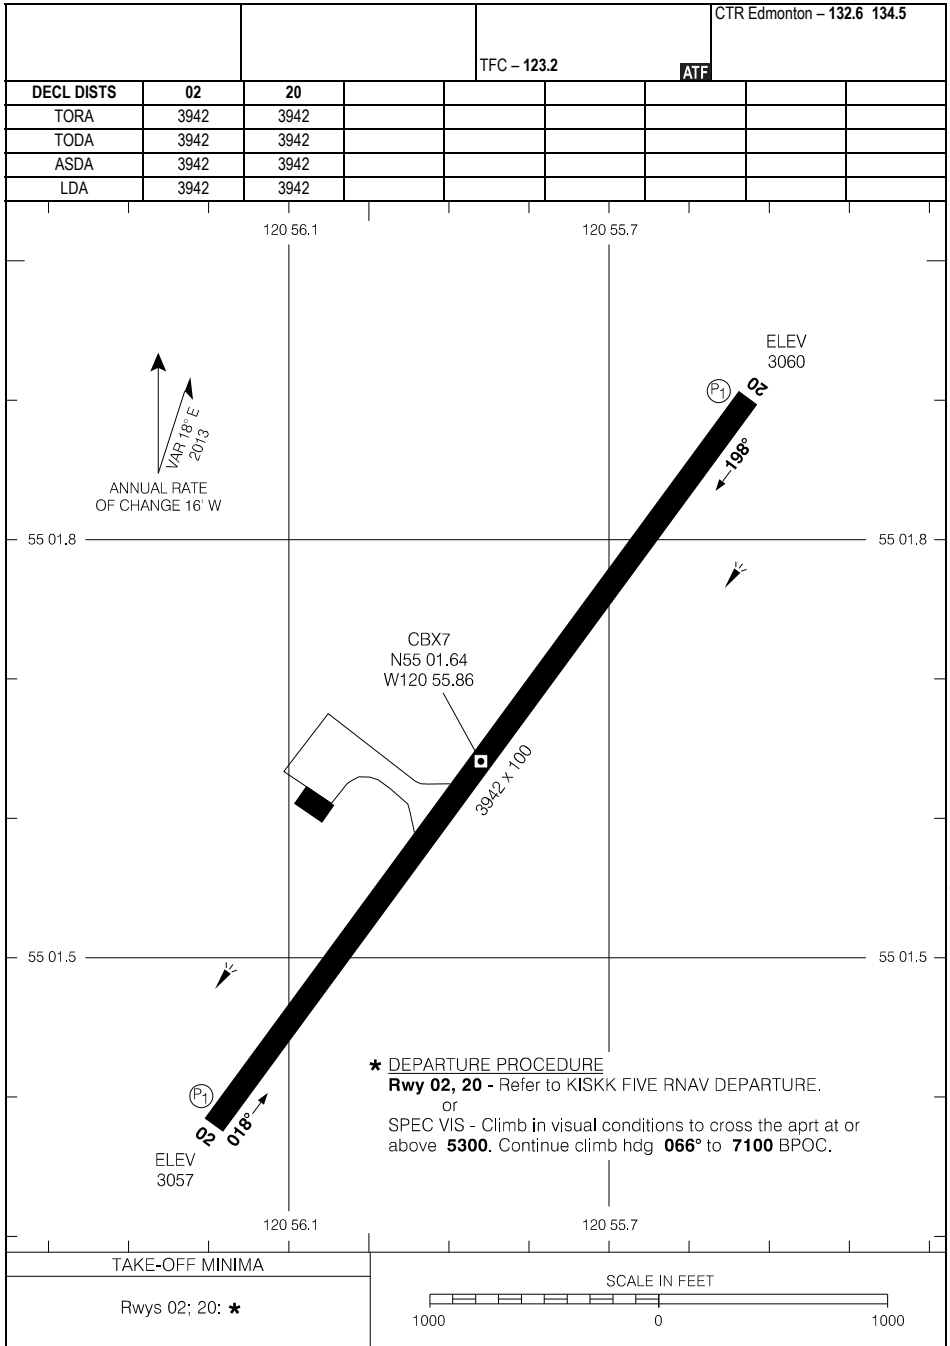 CTR Edmonton – 132.6 134.5
TFC – 123.2
ATF
DECL DISTS 02 20
TORA 3942 3942
TODA 3942 3942
ASDA 3942 3942
LDA 3942 3942
120 56.1 120 55.7
ELEV
3060
P1
20
198°
VAR 18° E
2013
ANNUAL RATE
OF CHANGE 16' W
55 01.8 55 01.8
CBX7
N55 01.64
W120 55.86
3942 x 100
55 01.5 55 01.5
P1
02
018°
ELEV
3057
* DEPARTURE PROCEDURE
Rwy 02, 20 - Refer to KISKK FIVE RNAV DEPARTURE.
or
SPEC VIS - Climb in visual conditions to cross the aprt at or
above 5300. Continue climb hdg 066° to 7100 BPOC.
120 56.1 120 55.7
TAKE-OFF MINIMA
Rwys 02; 20: *
SCALE IN FEET
1000 0 1000